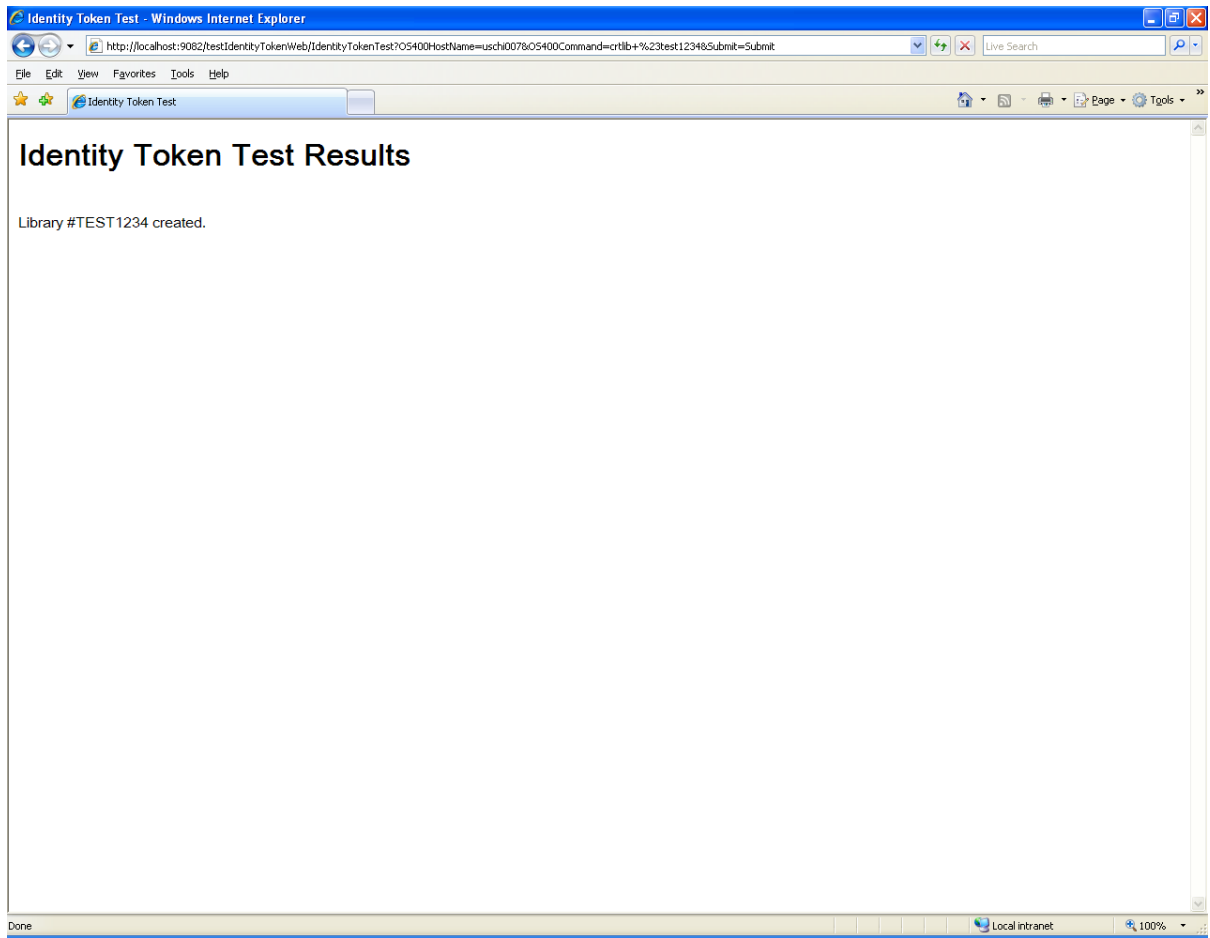 Identity Token Test - Windows Internet Explorer
http://localhost:9082/testIdentityTokenWeb/IdentityTokenTest?OS400HostName=uschi007&OS400Command=crtlib+%23test1234&Submit=Submit
Live Search
File Edit View Favorites Tools Help
Identity Token Test
Page Tools »
Identity Token Test Results
Library #TEST1234 created.
Done
Local intranet
100%